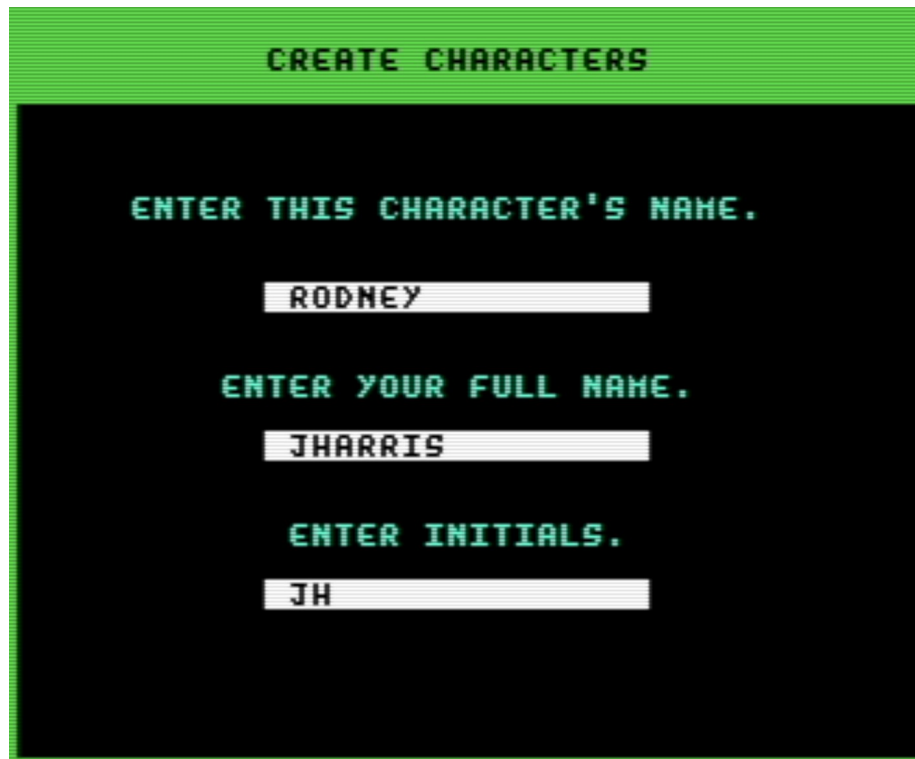 CREATE CHARACTERS
ENTER THIS CHARACTER'S NAME.
RODNEY
ENTER YOUR FULL NAME.
JHARRIS
ENTER INITIALS.
JH